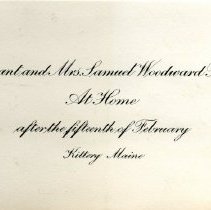 ant and Mrs. Samuel Woodward
At Home
after the fifteenth of February
Kittery Maine